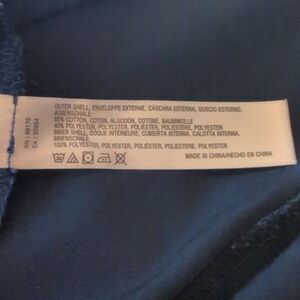 OUTER SHELL, ENVELOPPE EXTERNE, CÁSCARA EXTERNA, GUSCIO ESTERNO,
AUSSENSCHALE:
60% COTTON, COTON, ALGODÓN, COTONE, BAUMWOLLE
40% POLYESTER, POLYESTER, POLIÉSTER, POLIESTERE, POLYESTER
INNER SHELL, COQUE INTÉRIEURE, CUBIERTA INTERNA, CALOTTA INTERNA,
INNENSCHALE:
100% POLYESTER, POLYESTER, POLIÉSTER, POLIESTERE, POLYESTER
MADE IN CHINA/HECHO EN CHINA
RN: 66170